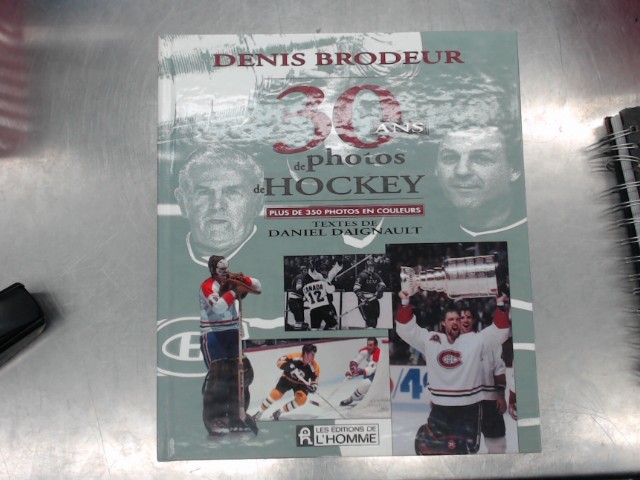 DENIS BRODEUR
30 ANS
de photos
de HOCKEY
PLUS DE 350 PHOTOS EN COULEURS
TEXTES DE
DANIEL DAIGNAULT
CANADA
12
LES ÉDITIONS DE
L'HOMME